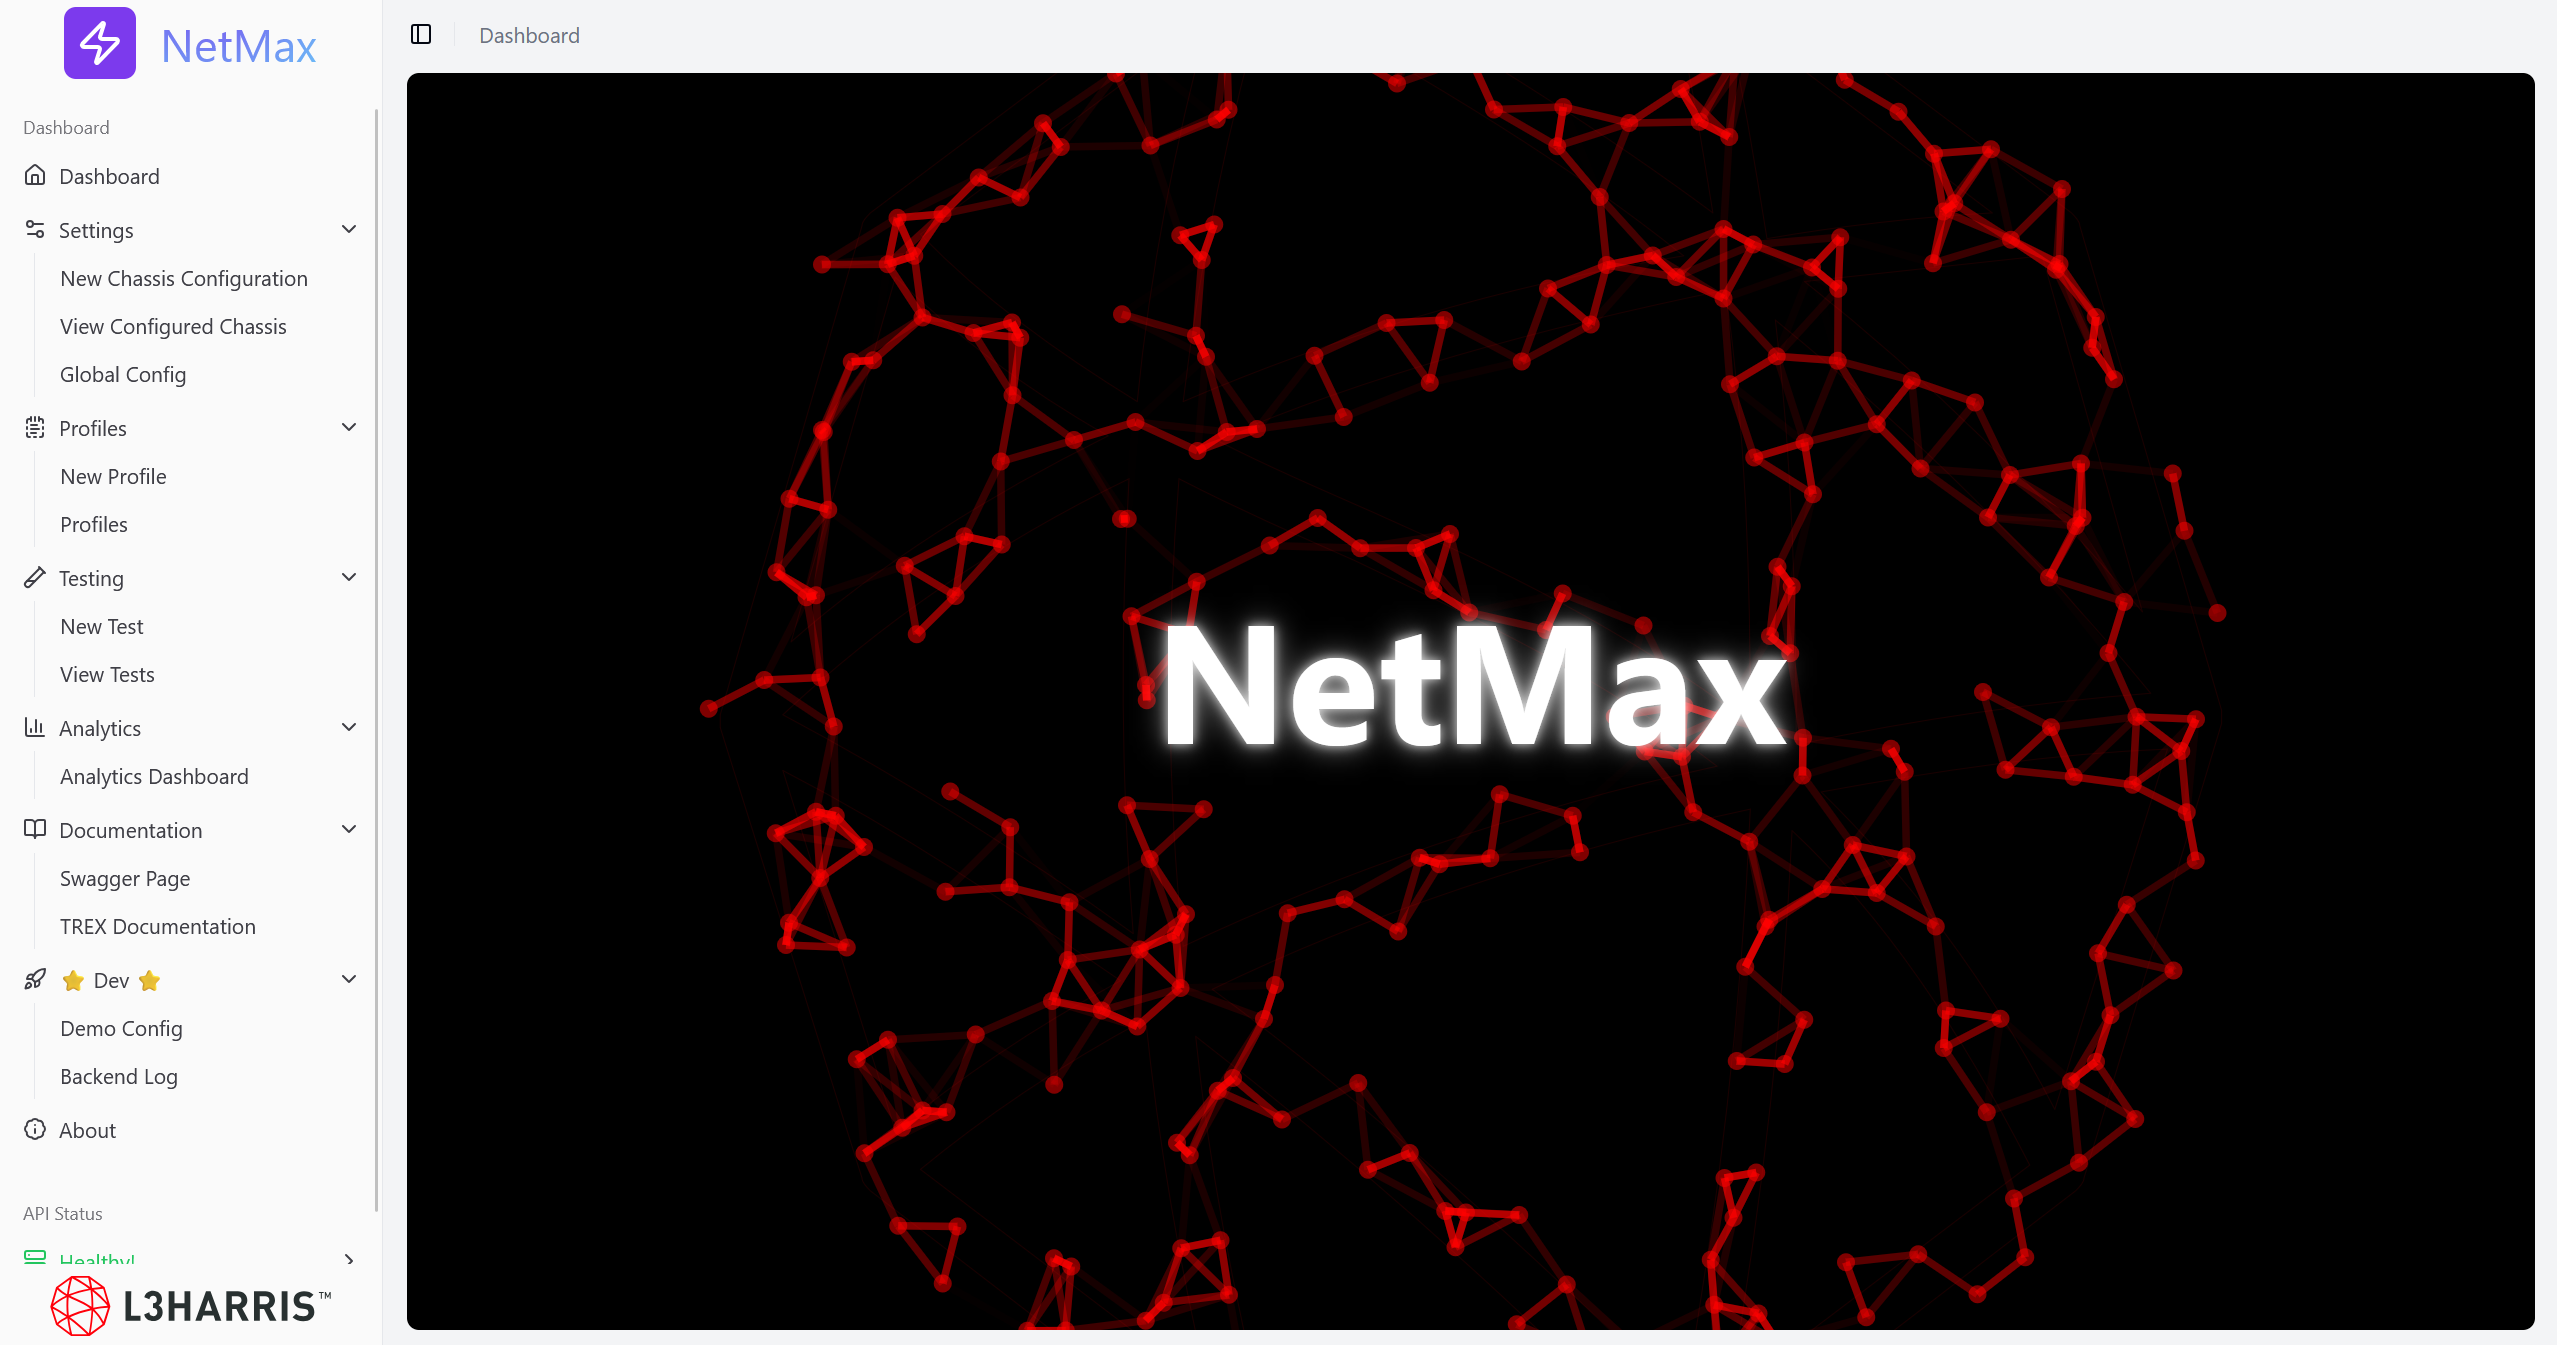 NetMax
Dashboard
Dashboard
Settings
New Chassis Configuration
View Configured Chassis
Global Config
Profiles
New Profile
Profiles
Testing
New Test
View Tests
Analytics
Analytics Dashboard
Documentation
Swagger Page
TREX Documentation
⭐ Dev ⭐
Demo Config
Backend Log
About
API Status
Healthy!
L3HARRIS™
Dashboard
NetMax